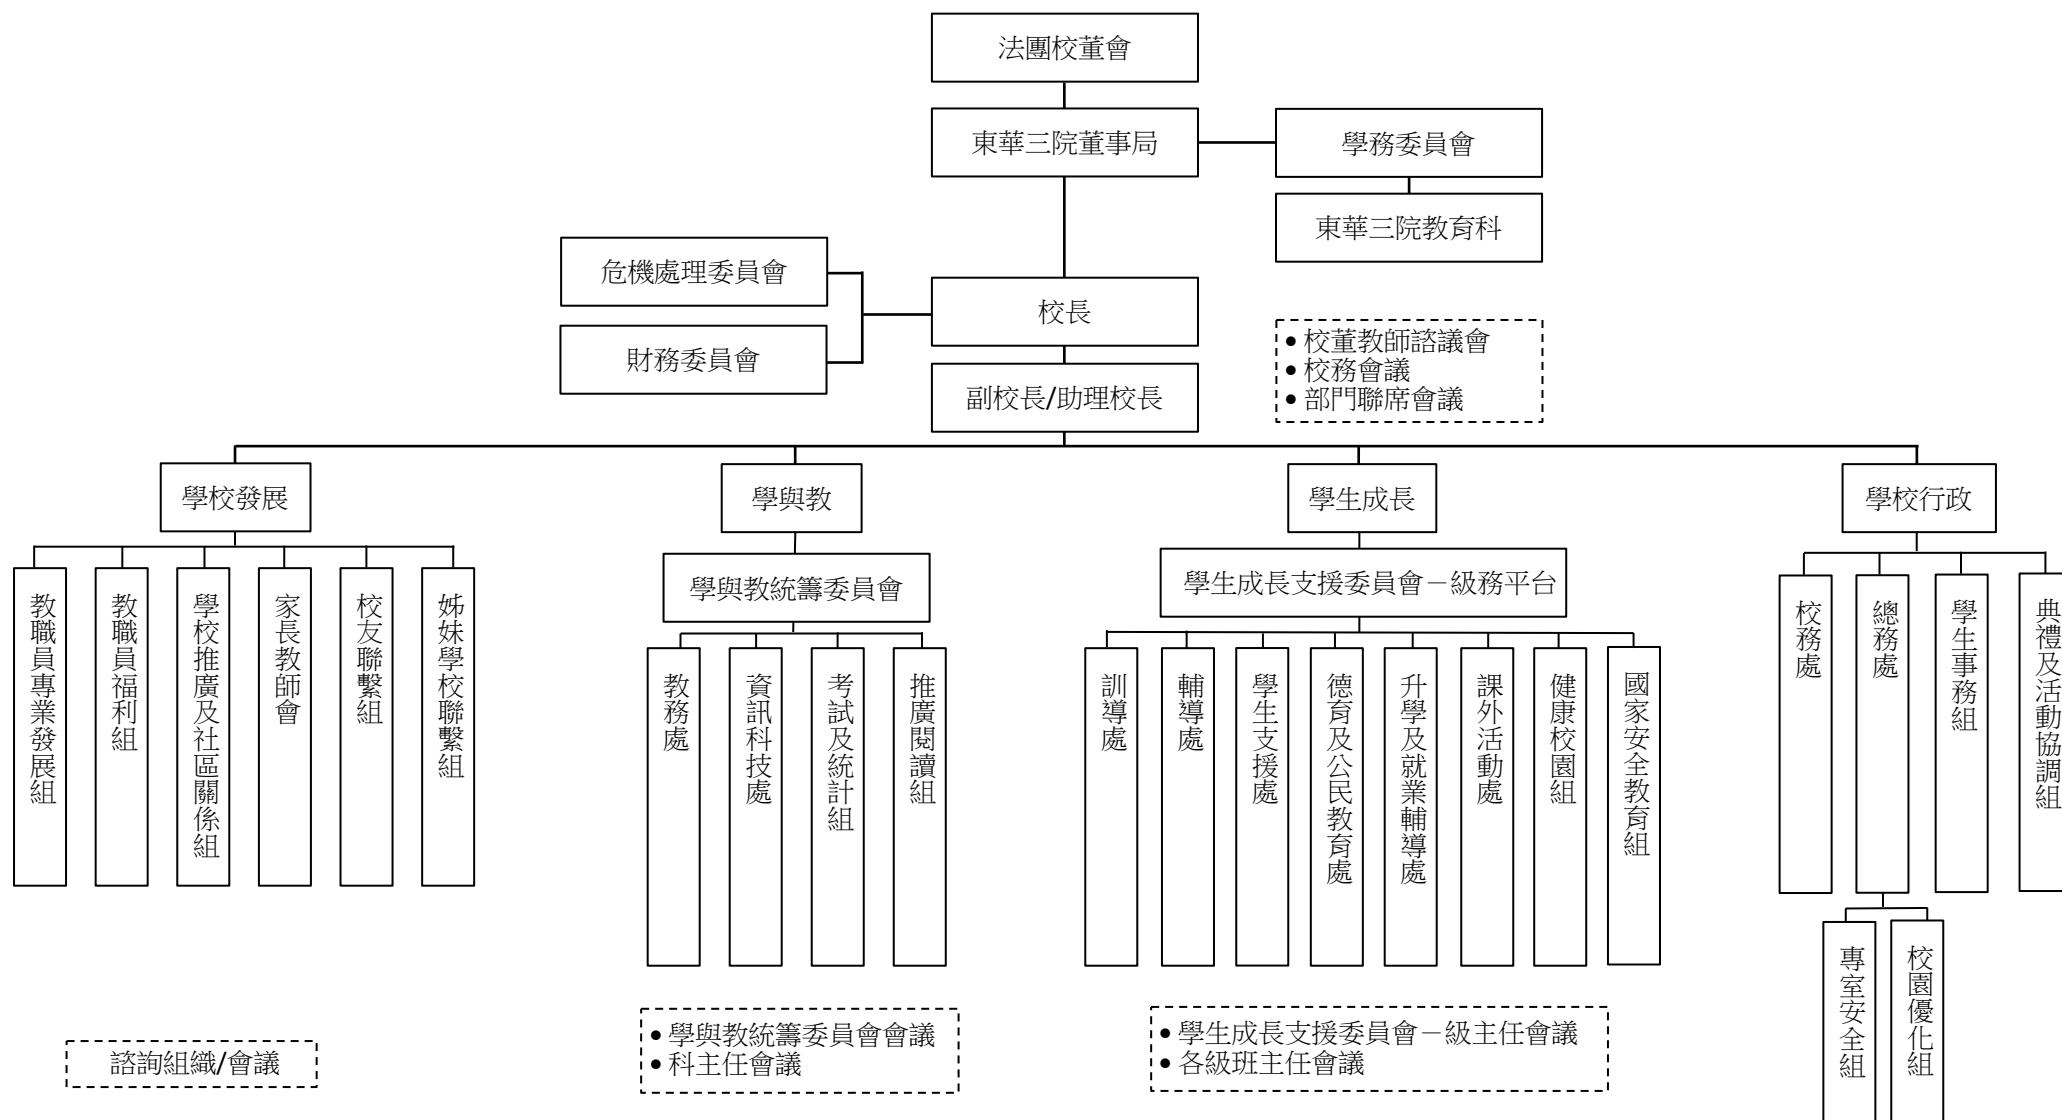 法團校董會
東華三院董事局
學務委員會
東華三院教育科
危機處理委員會
校長
財務委員會
副校長/助理校長
• 校董教師諮議會
• 校務會議
• 部門聯席會議
學校發展
學與教
學生成長
學校行政
學與教統籌委員會
學生成長支援委員會－級務平台
教職員專業發展組
教職員福利組
學校推廣及社區關係組
家長教師會
校友聯繫組
姊妹學校聯繫組
教務處
資訊科技處
考試及統計組
推廣閱讀組
訓導處
輔導處
學生支援處
德育及公民教育處
升學及就業輔導處
課外活動處
健康校園組
國家安全教育組
校務處
總務處
學生事務組
典禮及活動協調組
專室安全組
校園優化組
諮詢組織/會議
• 學與教統籌委員會會議
• 科主任會議
• 學生成長支援委員會－級主任會議
• 各級班主任會議